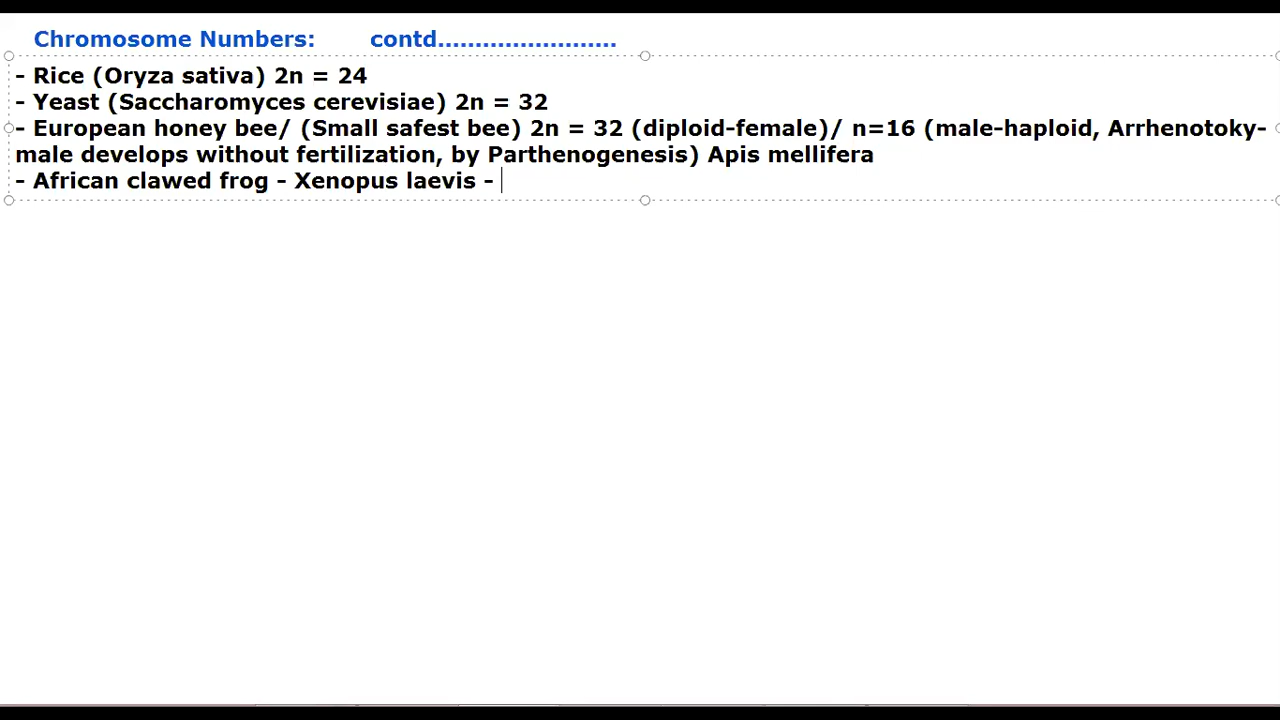 Chromosome Numbers: contd........................
- Rice (Oryza sativa) 2n = 24
- Yeast (Saccharomyces cerevisiae) 2n = 32
- European honey bee/ (Small safest bee) 2n = 32 (diploid-female)/ n=16 (male-haploid, Arrhenotoky-
male develops without fertilization, by Parthenogenesis) Apis mellifera
- African clawed frog - Xenopus laevis -